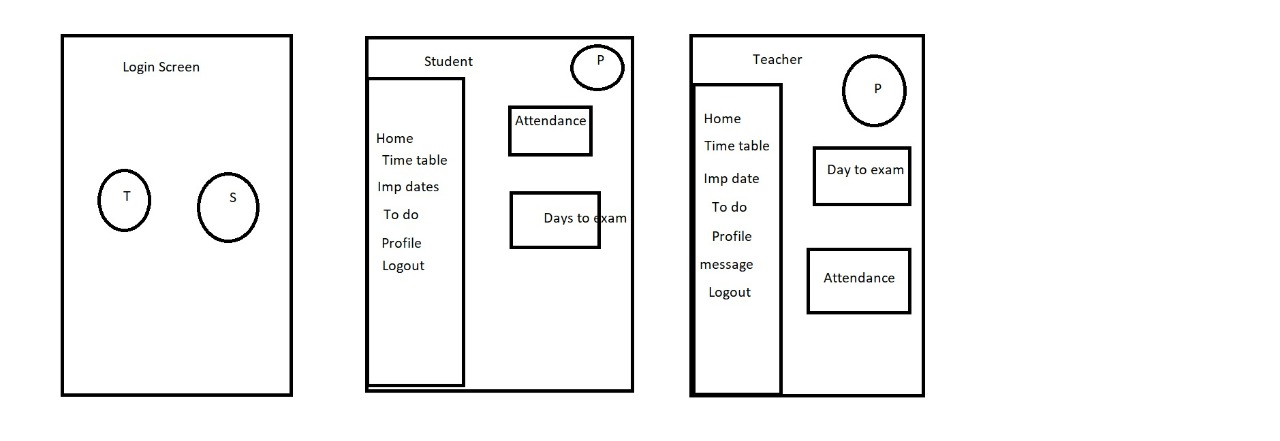 Login Screen
T
S
Student
P
Attendance
Home
Time table
Imp dates
To do
Profile
Logout
Days to exam
Teacher
P
Home
Time table
Imp date
To do
Profile
message
Logout
Day to exam
Attendance